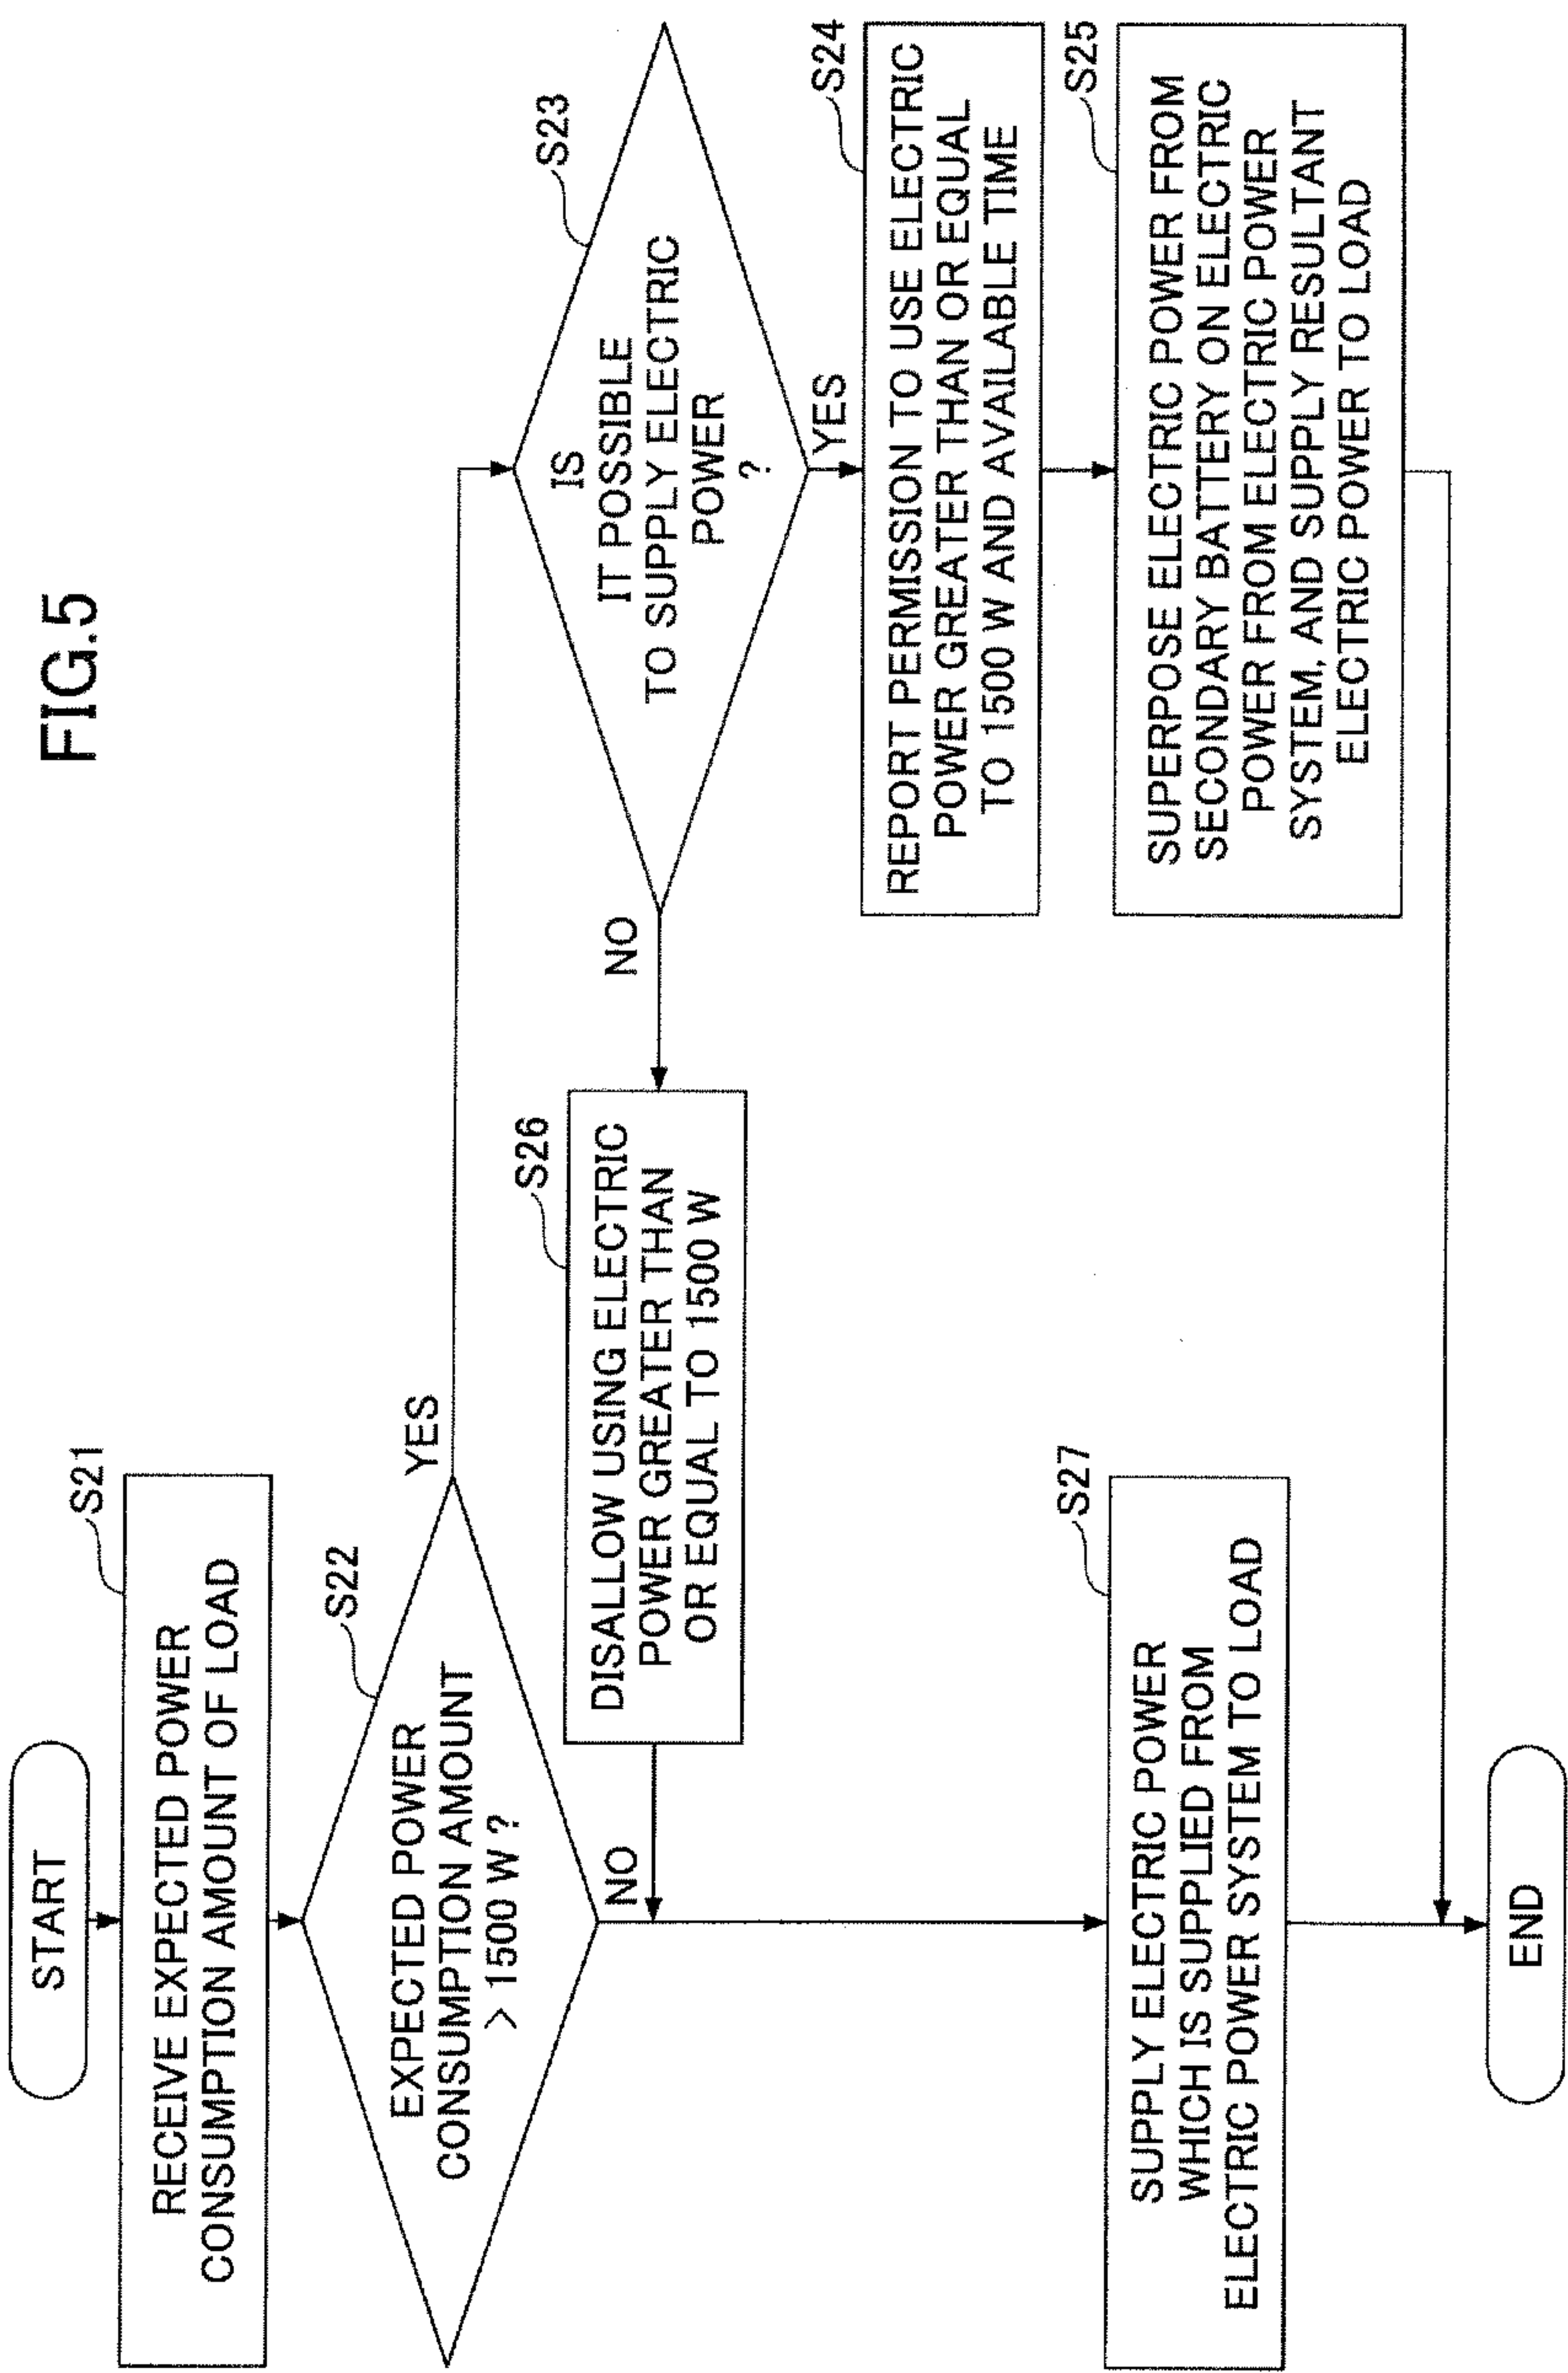 FIG.5
START
S21
RECEIVE EXPECTED POWER
CONSUMPTION AMOUNT OF LOAD
S22
EXPECTED POWER
CONSUMPTION AMOUNT
> 1500 W ?
YES
NO
S23
IS
IT POSSIBLE
TO SUPPLY ELECTRIC
POWER
?
NO
YES
S26
DISALLOW USING ELECTRIC
POWER GREATER THAN
OR EQUAL TO 1500 W
S24
REPORT PERMISSION TO USE ELECTRIC
POWER GREATER THAN OR EQUAL
TO 1500 W AND AVAILABLE TIME
S25
SUPERPOSE ELECTRIC POWER FROM
SECONDARY BATTERY ON ELECTRIC
POWER FROM ELECTRIC POWER
SYSTEM, AND SUPPLY RESULTANT
ELECTRIC POWER TO LOAD
S27
SUPPLY ELECTRIC POWER
WHICH IS SUPPLIED FROM
ELECTRIC POWER SYSTEM TO LOAD
END